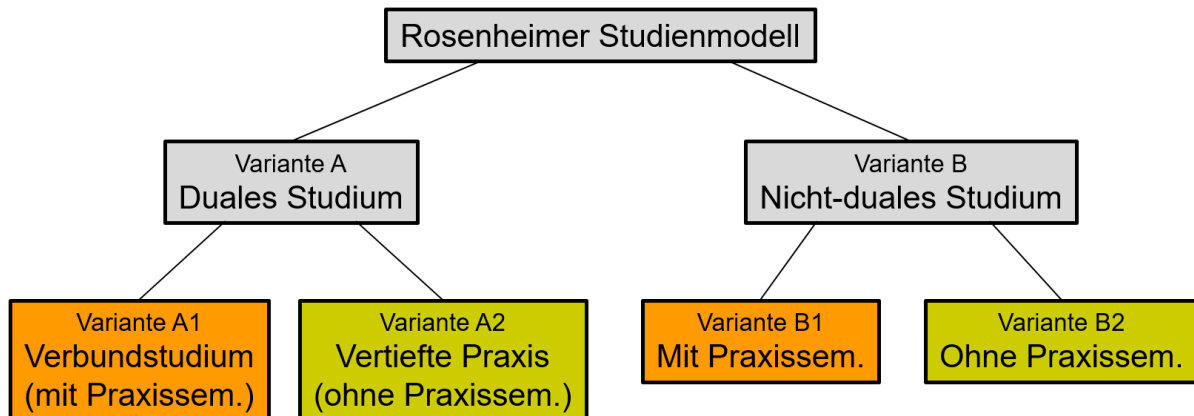 Rosenheimer Studienmodell
Variante A
Duales Studium
Variante B
Nicht-duales Studium
Variante A1
Verbundstudium
(mit Praxissem.)
Variante A2
Vertiefte Praxis
(ohne Praxissem.)
Variante B1
Mit Praxissem.
Variante B2
Ohne Praxissem.